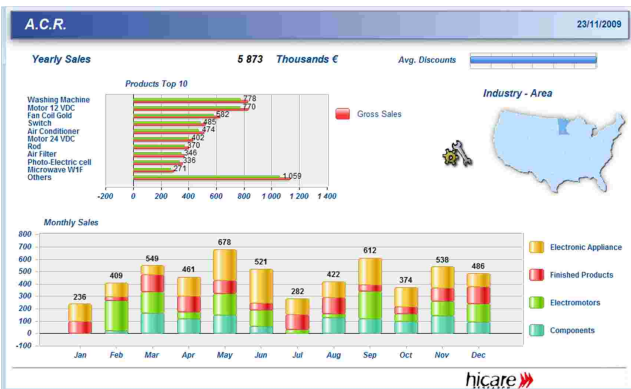 A.C.R.
23/11/2009
Yearly Sales
5 873 Thousands €
Avg. Discounts
Products Top 10
Industry - Area
Washing Machine 778
Motor 12 VDC 770
Fan Coil Gold 582
Switch 485
Air Conditioner 474
Motor 24 VDC 402
Rod 370
Air Filter 346
Photo-Electric cell 336
Microwave W1F 271
Others 1 059
Gross Sales
-200 0 200 400 600 800 1 000 1 200 1 400
Monthly Sales
800
700
600
500
400
300
200
100
0
-100
236 409 549 461 678 521 282 422 612 374 538 486
Jan Feb Mar Apr May Jun Jul Aug Sep Oct Nov Dec
Electronic Appliance
Finished Products
Electromotors
Components
hicare